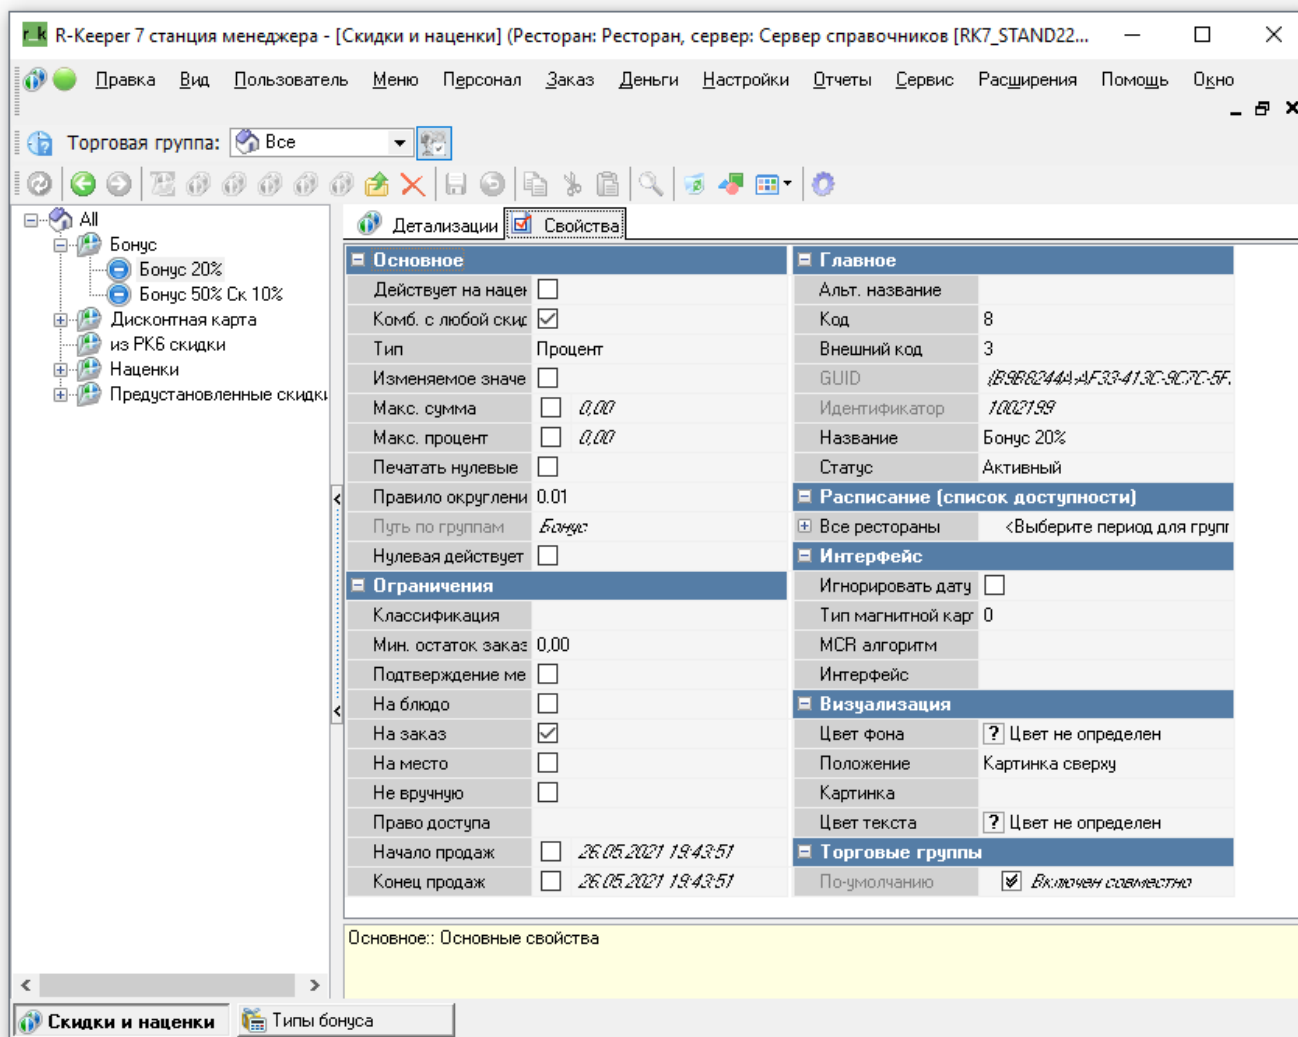 R-Keeper 7 станция менеджера - [Скидки и наценки] (Ресторан: Ресторан, сервер: Сервер справочников [RK7_STAND22...
Правка Вид Пользователь Меню Персонал Заказ Деньги Настройки Отчеты Сервис Расширения Помощь Окно
Торговая группа: Все
All
Бонус
Бонус 20%
Бонус 50% Ск 10%
Дисконтная карта
из РК6 скидки
Наценки
Предустановленные скидки
Детализации Свойства
Основное
Действует на нацен
Комб. с любой скид
Тип Процент
Изменяемое значе
Макс. сумма 0,00
Макс. процент 0,00
Печатать нулевые
Правило округлени 0.01
Путь по группам Бонус
Нулевая действует
Ограничения
Классификация
Мин. остаток заказ 0,00
Подтверждение ме
На блюдо
На заказ
На место
Не вручную
Право доступа
Начало продаж 26.05.2021 19:43:51
Конец продаж 26.05.2021 19:43:51
Главное
Альт. название
Код 8
Внешний код 3
GUID {B9B8244A-AF33-413C-9C7C-5F.
Идентификатор 1002199
Название Бонус 20%
Статус Активный
Расписание (список доступности)
Все рестораны <Выберите период для групп
Интерфейс
Игнорировать дату
Тип магнитной кар 0
MCR алгоритм
Интерфейс
Визуализация
Цвет фона ? Цвет не определен
Положение Картинка сверху
Картинка
Цвет текста ? Цвет не определен
Торговые группы
По-умолчанию Включен совместно
Основное:: Основные свойства
Скидки и наценки Типы бонуса